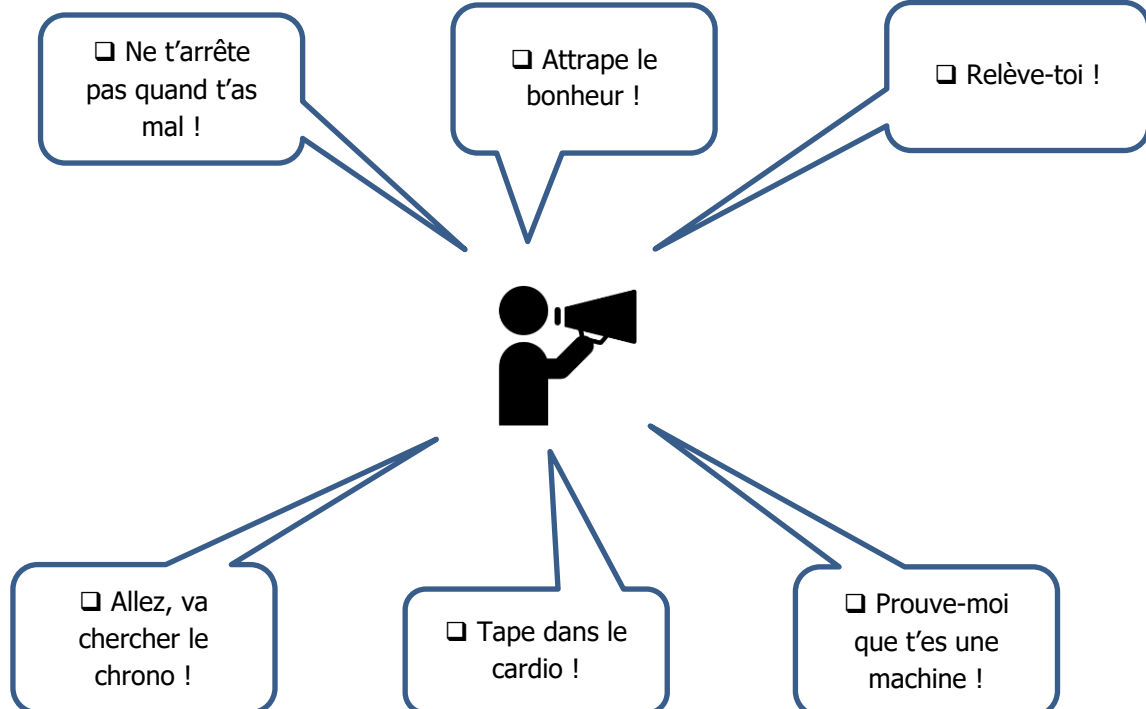 ❑ Ne t’arrête
pas quand t’as
mal !
❑ Attrape le
bonheur !
❑ Relève-toi !
❑ Allez, va
chercher le
chrono !
❑ Tape dans le
cardio !
❑ Prouve-moi
que t’es une
machine !